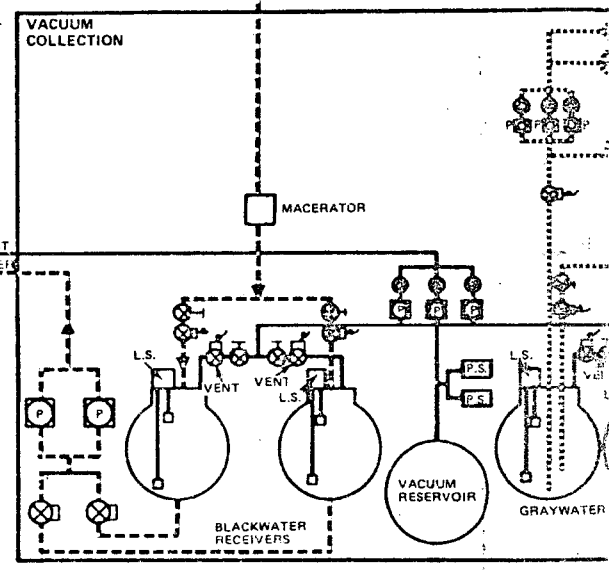 VACUUM
COLLECTION
MACERATOR
T
P P P
P P P
L.S.
VENT
VENT
L.S.
P.S.
P.S.
L.S.
P
P
VACUUM
RESERVOIR
GRAYWATER
BLACKWATER
RECEIVERS